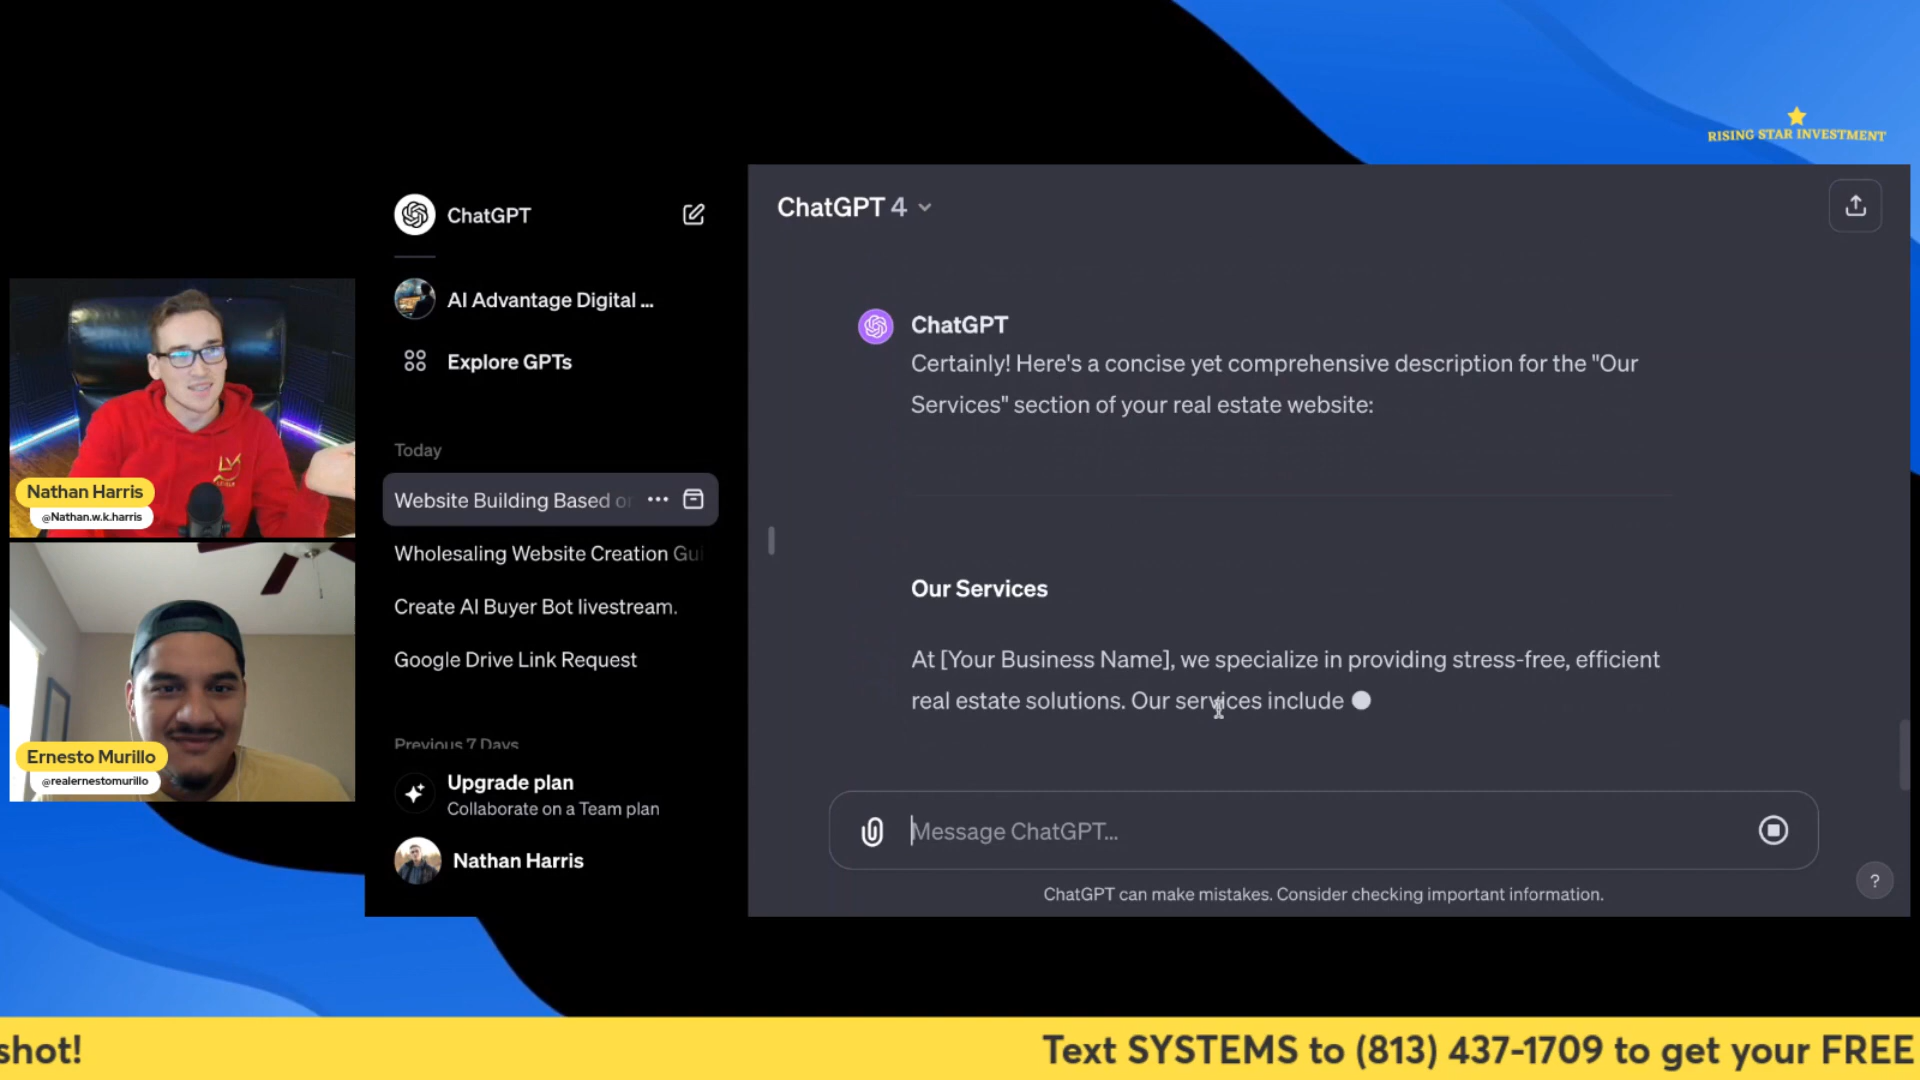 RISING STAR INVESTMENT
ChatGPT
AI Advantage Digital ...
Explore GPTs
Today
Website Building Based or
Wholesaling Website Creation Gui
Create AI Buyer Bot livestream.
Google Drive Link Request
Previous 7 Days
Upgrade plan
Collaborate on a Team plan
Nathan Harris
ChatGPT 4
ChatGPT
Certainly! Here's a concise yet comprehensive description for the "Our
Services" section of your real estate website:
Our Services
At [Your Business Name], we specialize in providing stress-free, efficient
real estate solutions. Our services include
Message ChatGPT...
ChatGPT can make mistakes. Consider checking important information.
?
Nathan Harris
@Nathan.w.k.harris
Ernesto Murillo
@realernestomurillo
shot!
Text SYSTEMS to (813) 437-1709 to get your FREE